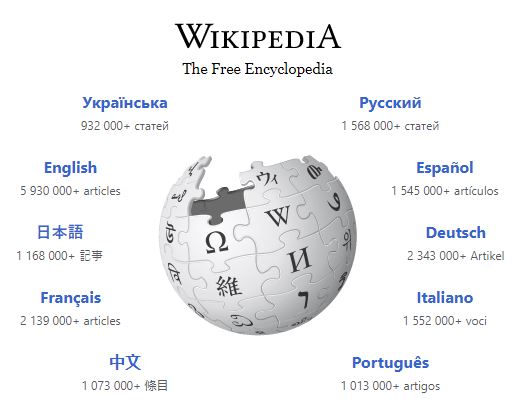 WIKIPEDIA
The Free Encyclopedia
Українська
932 000+ статей
Русский
1 568 000+ статей
English
5 930 000+ articles
Español
1 545 000+ artículos
日本語
1 168 000+ 記事
Deutsch
2 343 000+ Artikel
Français
2 139 000+ articles
Italiano
1 552 000+ voci
中文
1 073 000+ 條目
Português
1 013 000+ artigos
Ω
W
維
И